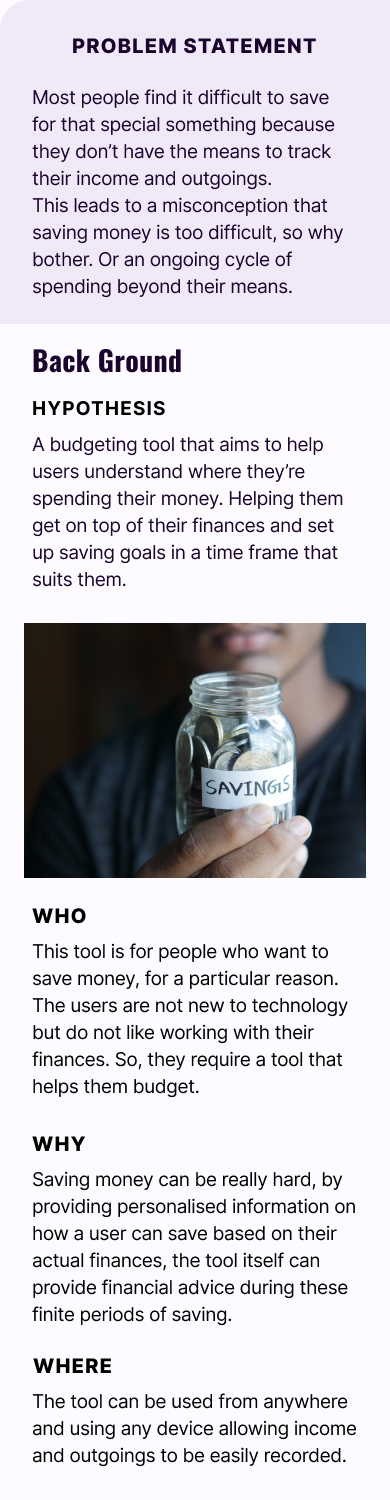 PROBLEM STATEMENT
Most people find it difficult to save
for that special something because
they don’t have the means to track
their income and outgoings.
This leads to a misconception that
saving money is too difficult, so why
bother. Or an ongoing cycle of
spending beyond their means.
Back Ground
HYPOTHESIS
A budgeting tool that aims to help
users understand where they’re
spending their money. Helping them
get on top of their finances and set
up saving goals in a time frame that
suits them.
SAVINGS
WHO
This tool is for people who want to
save money, for a particular reason.
The users are not new to technology
but do not like working with their
finances. So, they require a tool that
helps them budget.
WHY
Saving money can be really hard, by
providing personalised information on
how a user can save based on their
actual finances, the tool itself can
provide financial advice during these
finite periods of saving.
WHERE
The tool can be used from anywhere
and using any device allowing income
and outgoings to be easily recorded.